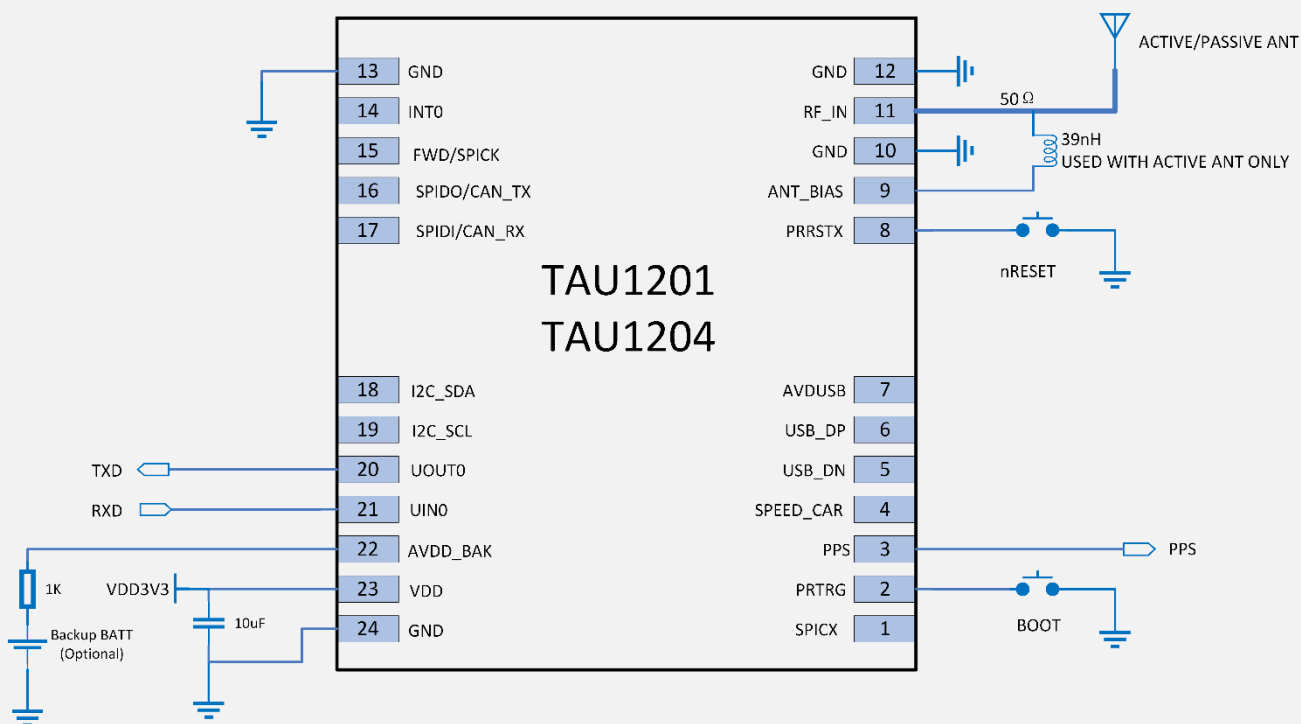 ACTIVE/PASSIVE ANT
13 GND
GND 12
50Ω
14 INT0
RF_IN 11
39nH
USED WITH ACTIVE ANT ONLY
15 FWD/SPICK
GND 10
16 SPIDO/CAN_TX
ANT_BIAS 9
17 SPIDI/CAN_RX
PRRSTX 8
nRESET
TAU1201
TAU1204
18 I2C_SDA
AVDUSB 7
19 I2C_SCL
USB_DP 6
TXD
20 UOUT0
USB_DN 5
RXD
21 UIN0
SPEED_CAR 4
22 AVDD_BAK
PPS 3
PPS
1K
VDD3V3
23 VDD
PRTRG 2
BOOT
10uF
24 GND
SPICX 1
Backup BATT
(Optional)